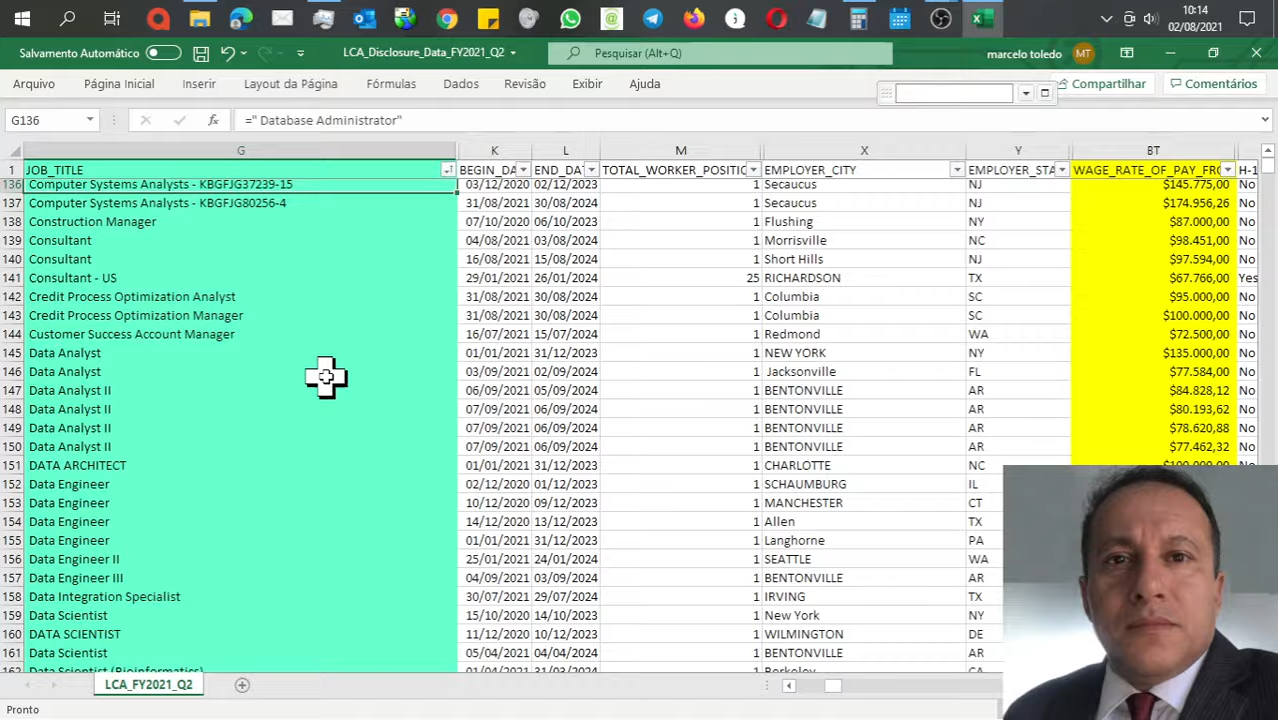 10:14
02/08/2021
Salvamento Automático
LCA_Disclosure_Data_FY2021_Q2
Pesquisar (Alt+Q)
marcelo toledo
MT
Arquivo Página Inicial Inserir Layout da Página Fórmulas Dados Revisão Exibir Ajuda
Compartilhar
Comentários
G136
fx
=" Database Administrator"
G K L M X Y BT
1 JOB_TITLE BEGIN_DA END_DA TOTAL_WORKER_POSITIO EMPLOYER_CITY EMPLOYER_STA WAGE_RATE_OF_PAY_FRO H-1
136 Computer Systems Analysts - KBGFJG37239-15 03/12/2020 02/12/2023 1 Secaucus NJ $145.775,00 No
137 Computer Systems Analysts - KBGFJG80256-4 31/08/2021 30/08/2024 1 Secaucus NJ $174.956,26 No
138 Construction Manager 07/10/2020 06/10/2023 1 Flushing NY $87.000,00 No
139 Consultant 04/08/2021 03/08/2024 1 Morrisville NC $98.451,00 No
140 Consultant 16/08/2021 15/08/2024 1 Short Hills NJ $97.594,00 No
141 Consultant - US 29/01/2021 26/01/2024 25 RICHARDSON TX $67.766,00 Yes
142 Credit Process Optimization Analyst 31/08/2021 30/08/2024 1 Columbia SC $95.000,00 No
143 Credit Process Optimization Manager 31/08/2021 30/08/2024 1 Columbia SC $100.000,00 No
144 Customer Success Account Manager 16/07/2021 15/07/2024 1 Redmond WA $72.500,00 No
145 Data Analyst 01/01/2021 31/12/2023 1 NEW YORK NY $135.000,00 No
146 Data Analyst 03/09/2021 02/09/2024 1 Jacksonville FL $77.584,00 No
147 Data Analyst II 06/09/2021 05/09/2024 1 BENTONVILLE AR $84.828,12 No
148 Data Analyst II 07/09/2021 06/09/2024 1 BENTONVILLE AR $80.193,62 No
149 Data Analyst II 07/09/2021 06/09/2024 1 BENTONVILLE AR $78.620,88 No
150 Data Analyst II 07/09/2021 06/09/2024 1 BENTONVILLE AR $77.462,32 No
151 DATA ARCHITECT 01/01/2021 31/12/2023 1 CHARLOTTE NC $100.000,00 No
152 Data Engineer 02/12/2020 01/12/2023 1 SCHAUMBURG IL
153 Data Engineer 10/12/2020 09/12/2023 1 MANCHESTER CT
154 Data Engineer 14/12/2020 13/12/2023 1 Allen TX
155 Data Engineer 01/01/2021 31/12/2023 1 Langhorne PA
156 Data Engineer II 25/01/2021 24/01/2024 1 SEATTLE WA
157 Data Engineer III 04/09/2021 03/09/2024 1 BENTONVILLE AR
158 Data Integration Specialist 30/07/2021 29/07/2024 1 IRVING TX
159 Data Scientist 15/10/2020 14/10/2023 1 New York NY
160 DATA SCIENTIST 11/12/2020 10/12/2023 1 WILMINGTON DE
161 Data Scientist 05/04/2021 04/04/2024 1 BENTONVILLE AR
162 Data Scientist (Bioinformatics) 01/04/2021 31/03/2024 1 Berkeley CA
LCA_FY2021_Q2
Pronto